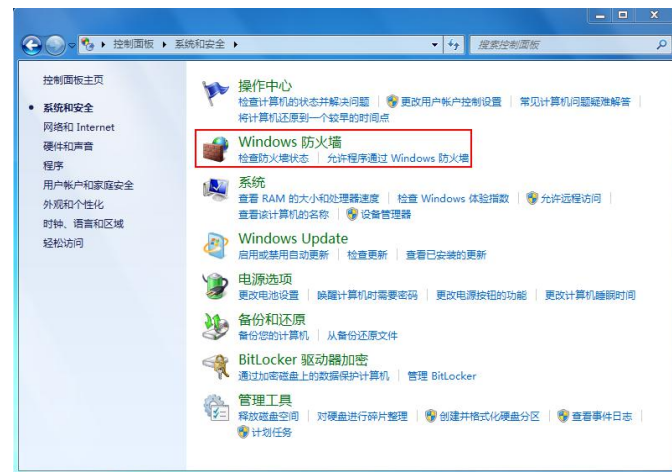 控制面板 ▸ 系统和安全 ▸
搜索控制面板
控制面板主页
系统和安全
网络和 Internet
硬件和声音
程序
用户帐户和家庭安全
外观和个性化
时钟、语言和区域
轻松访问
操作中心
检查计算机的状态并解决问题 更改用户帐户控制设置 常见计算机问题疑难解答
将计算机还原到一个较早的时间点
Windows 防火墙
检查防火墙状态 允许程序通过 Windows 防火墙
系统
查看 RAM 的大小和处理器速度 检查 Windows 体验指数 允许远程访问
查看该计算机的名称 设备管理器
Windows Update
启用或禁用自动更新 检查更新 查看已安装的更新
电源选项
更改电池设置 唤醒计算机时需要密码 更改电源按钮的功能 更改计算机睡眠时间
备份和还原
备份您的计算机 从备份还原文件
BitLocker 驱动器加密
通过加密磁盘上的数据保护计算机 管理 BitLocker
管理工具
释放磁盘空间 对硬盘进行碎片整理 创建并格式化硬盘分区 查看事件日志
计划任务